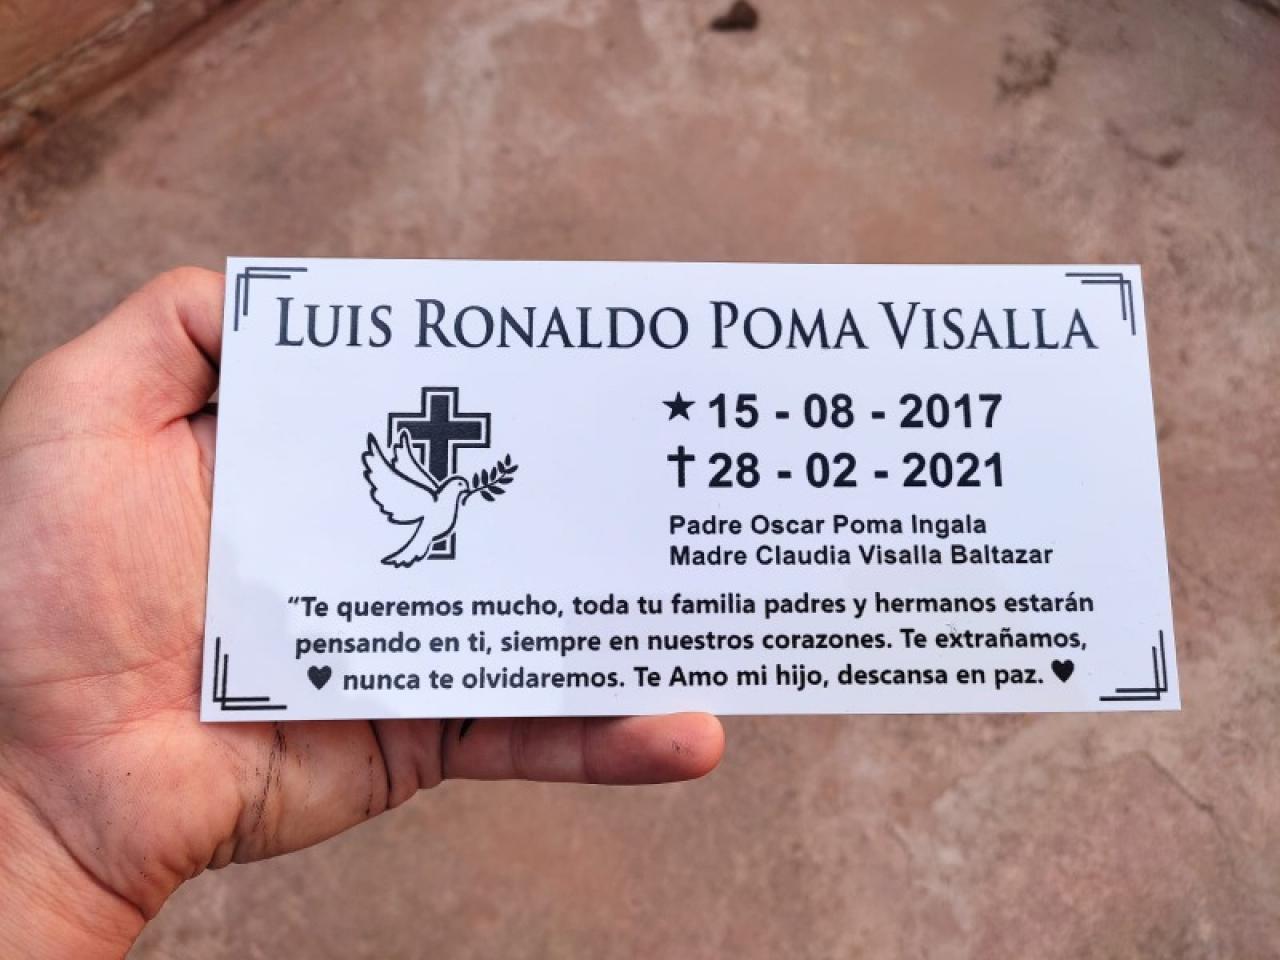 LUIS RONALDO POMA VISALLA
★ 15 - 08 - 2017
† 28 - 02 - 2021
Padre Oscar Poma Ingala
Madre Claudia Visalla Baltazar
“Te queremos mucho, toda tu familia padres y hermanos estarán
pensando en ti, siempre en nuestros corazones. Te extrañamos,
♥ nunca te olvidaremos. Te Amo mi hijo, descansa en paz. ♥